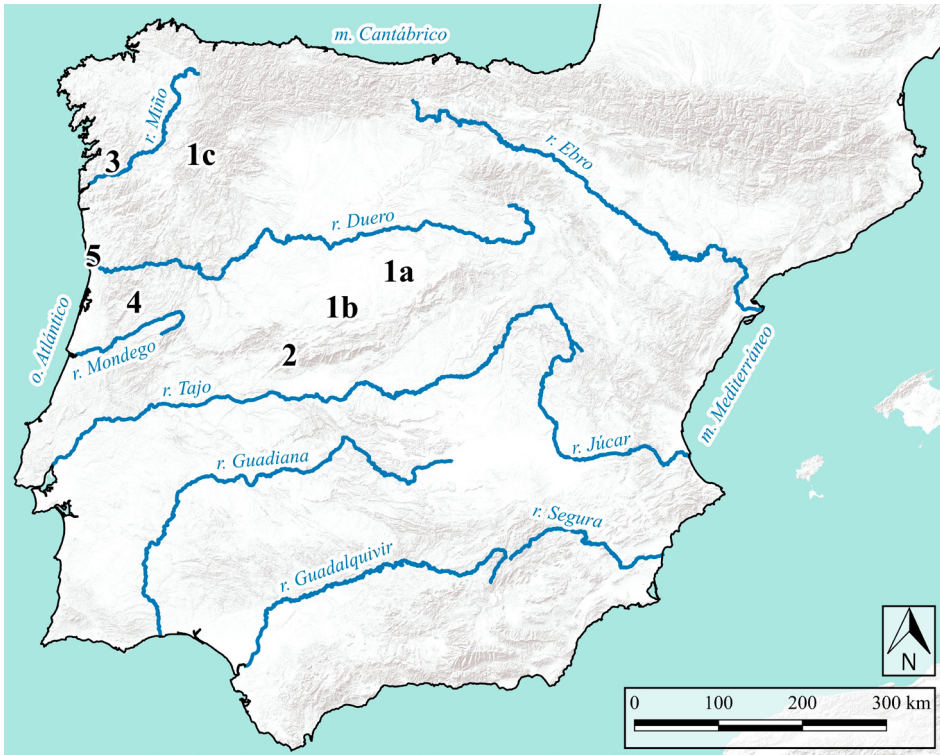 m. Cantábrico
r. Miño
3
1c
r. Ebro
r. Duero
5
1a
4
1b
o. Atlántico
r. Mondego
2
m. Mediterráneo
r. Tajo
r. Júcar
r. Guadiana
r. Segura
r. Guadalquivir
N
0 100 200 300 km